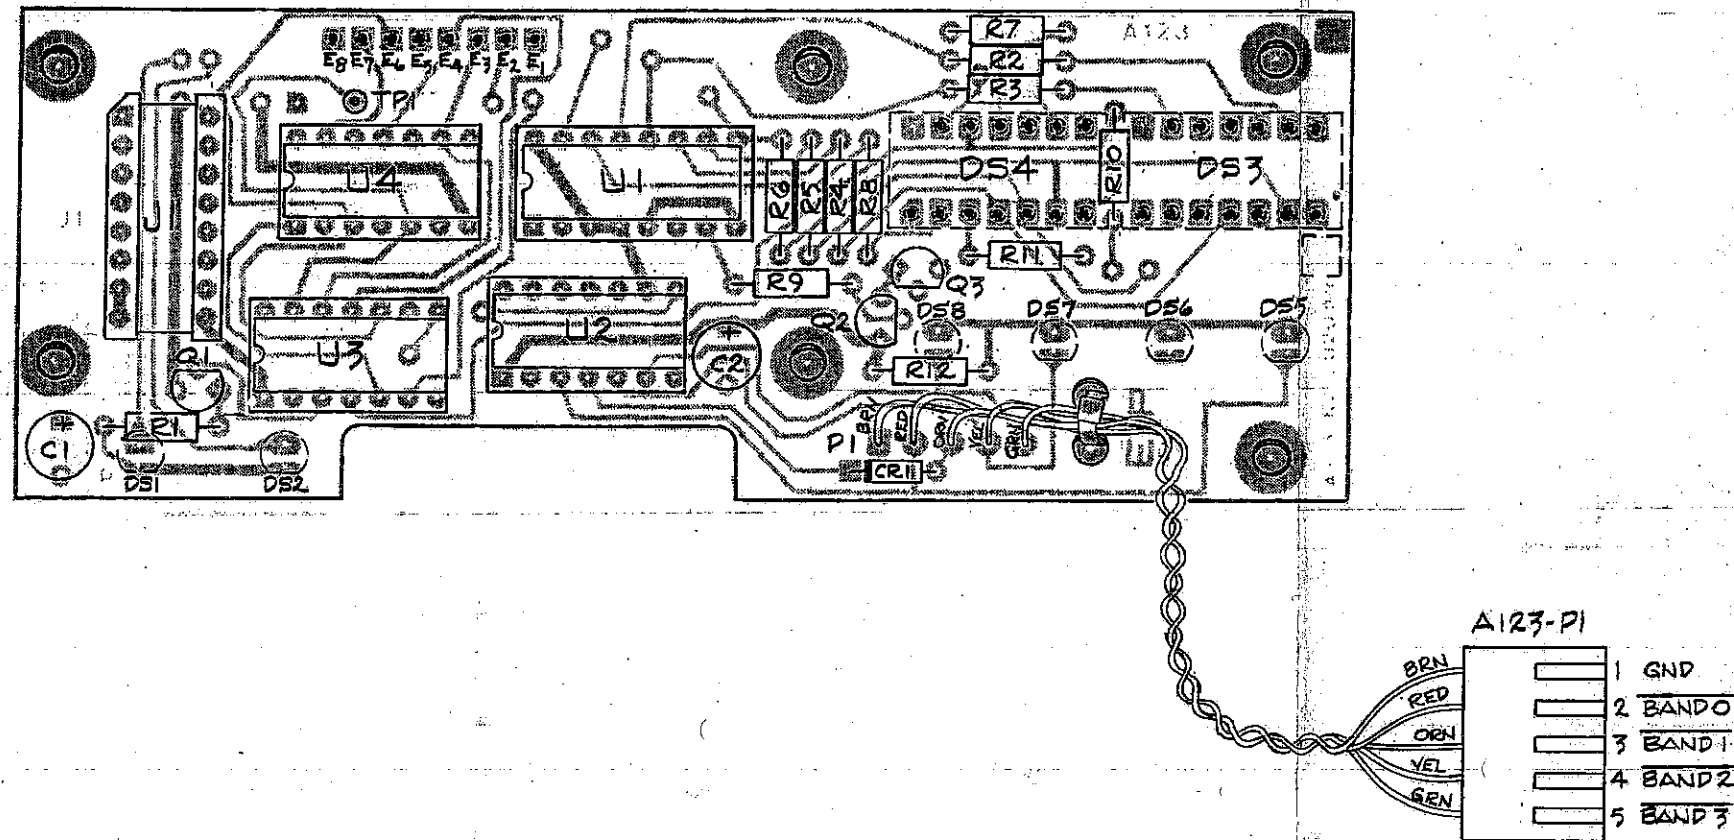 R7
A123
R2
R3
E8 E7 E6 E5 E4 E3 E2 E1
TP1
J1
J
U4
U1
R6
R5
R4
R8
DS4
R10
DS3
R11
R9
Q3
Q2
DS8
DS7
DS6
DS5
U3
U2
C2
Q1
R12
R1
C1
DS1
DS2
P1
BRN
RED
ORN
YEL
GRN
CR11
A123-P1
BRN
RED
ORN
YEL
GRN
1 GND
2 BAND0
3 BAND1
4 BAND2
5 BAND3